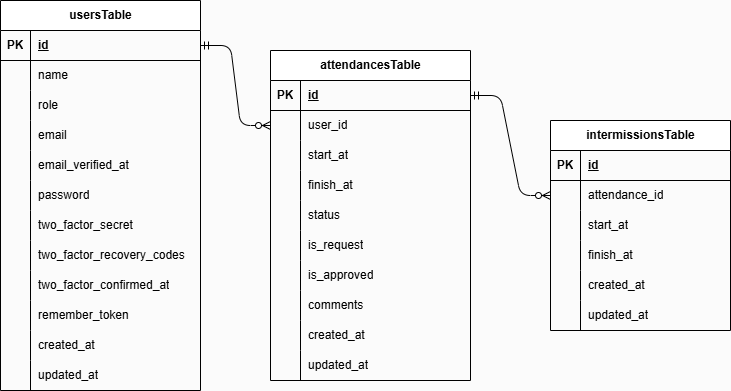 usersTable
PK id
name
role
email
email_verified_at
password
two_factor_secret
two_factor_recovery_codes
two_factor_confirmed_at
remember_token
created_at
updated_at
attendancesTable
PK id
user_id
start_at
finish_at
status
is_request
is_approved
comments
created_at
updated_at
intermissionsTable
PK id
attendance_id
start_at
finish_at
created_at
updated_at